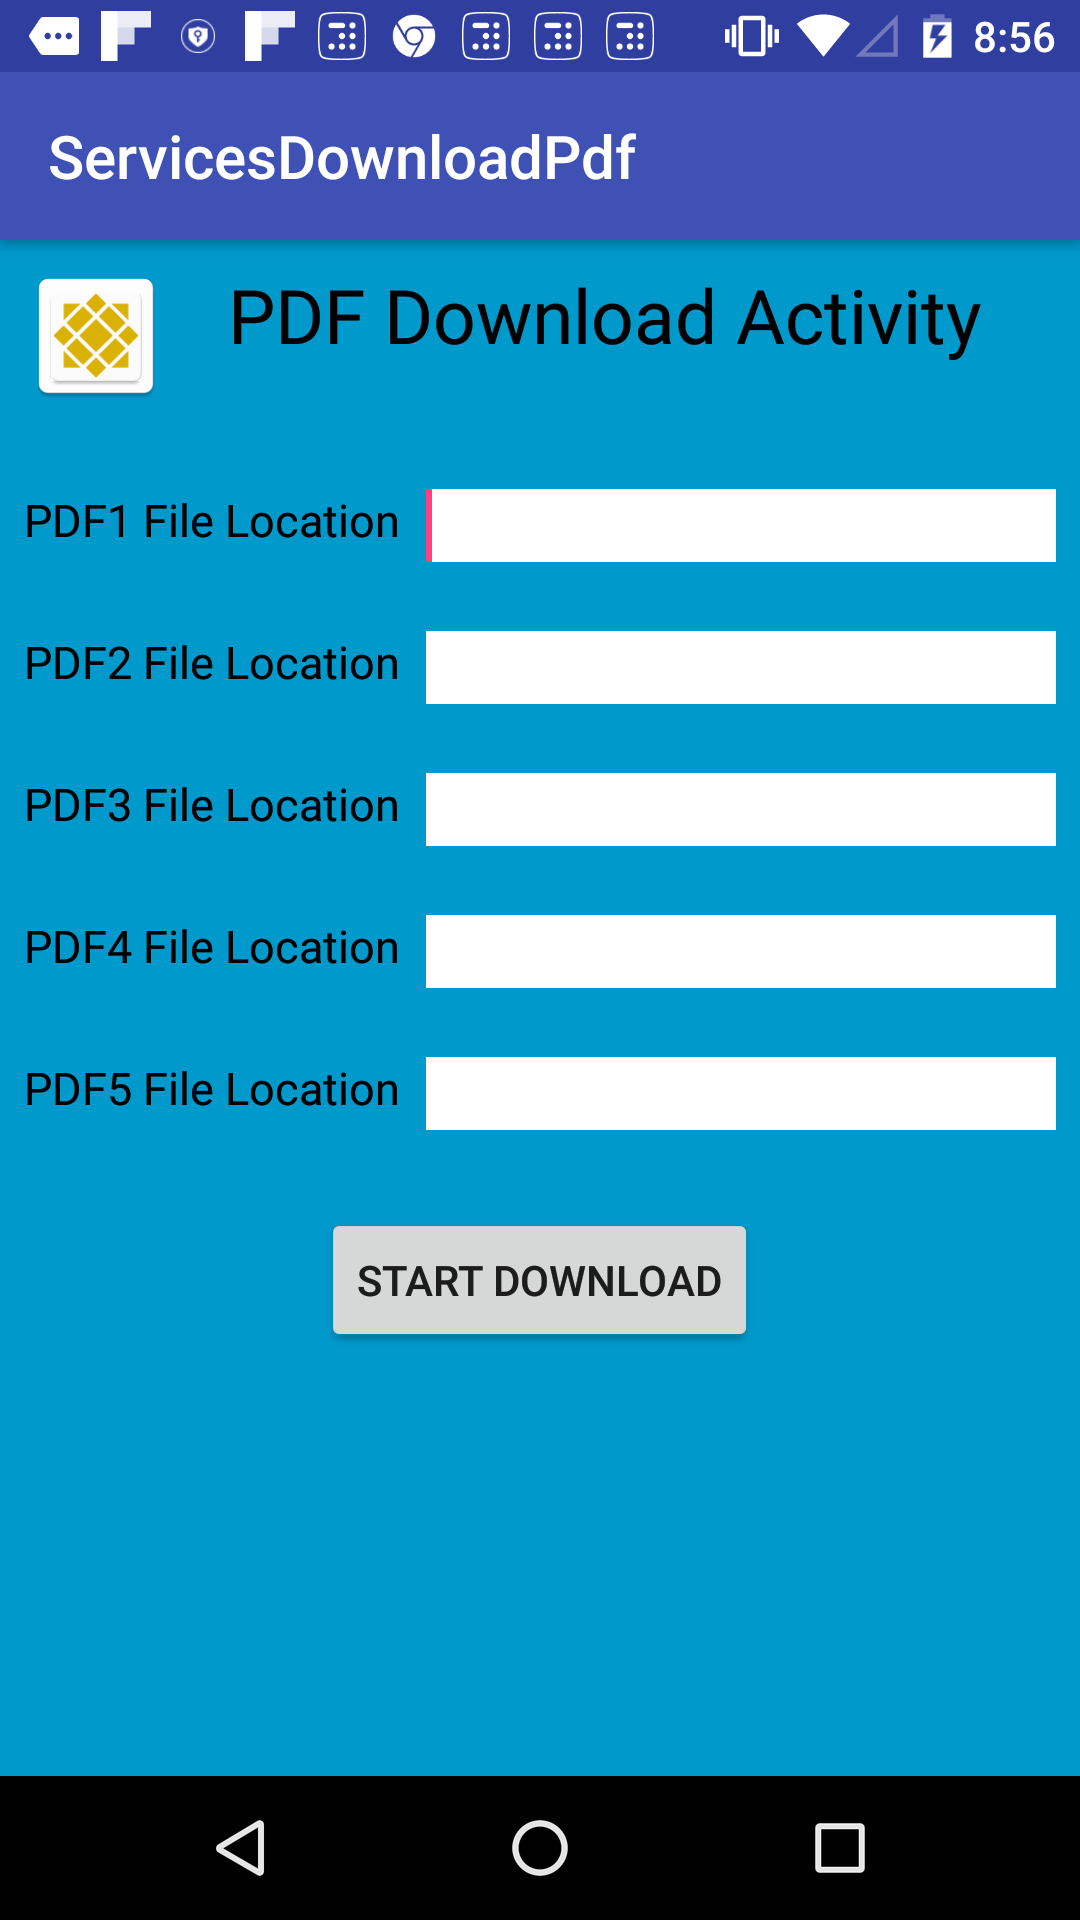 8:56
ServicesDownloadPdf
PDF Download Activity
PDF1 File Location
PDF2 File Location
PDF3 File Location
PDF4 File Location
PDF5 File Location
START DOWNLOAD